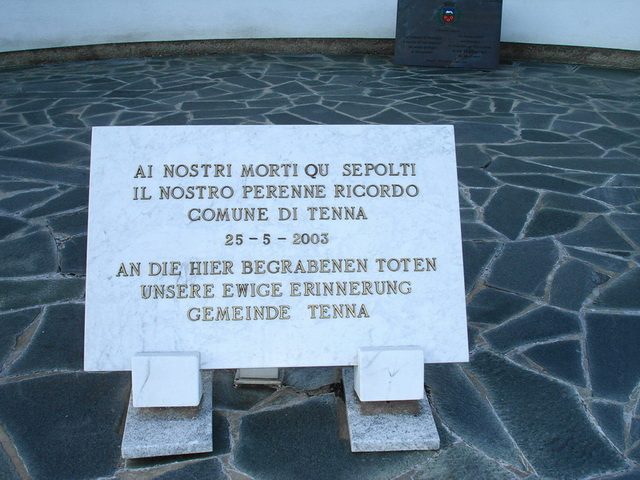 AI NOSTRI MORTI QU SEPOLTI
IL NOSTRO PERENNE RICORDO
COMUNE DI TENNA
25-5-2003
AN DIE HIER BEGRABENEN TOTEN
UNSERE EWIGE ERINNERUNG
GEMEINDE TENNA